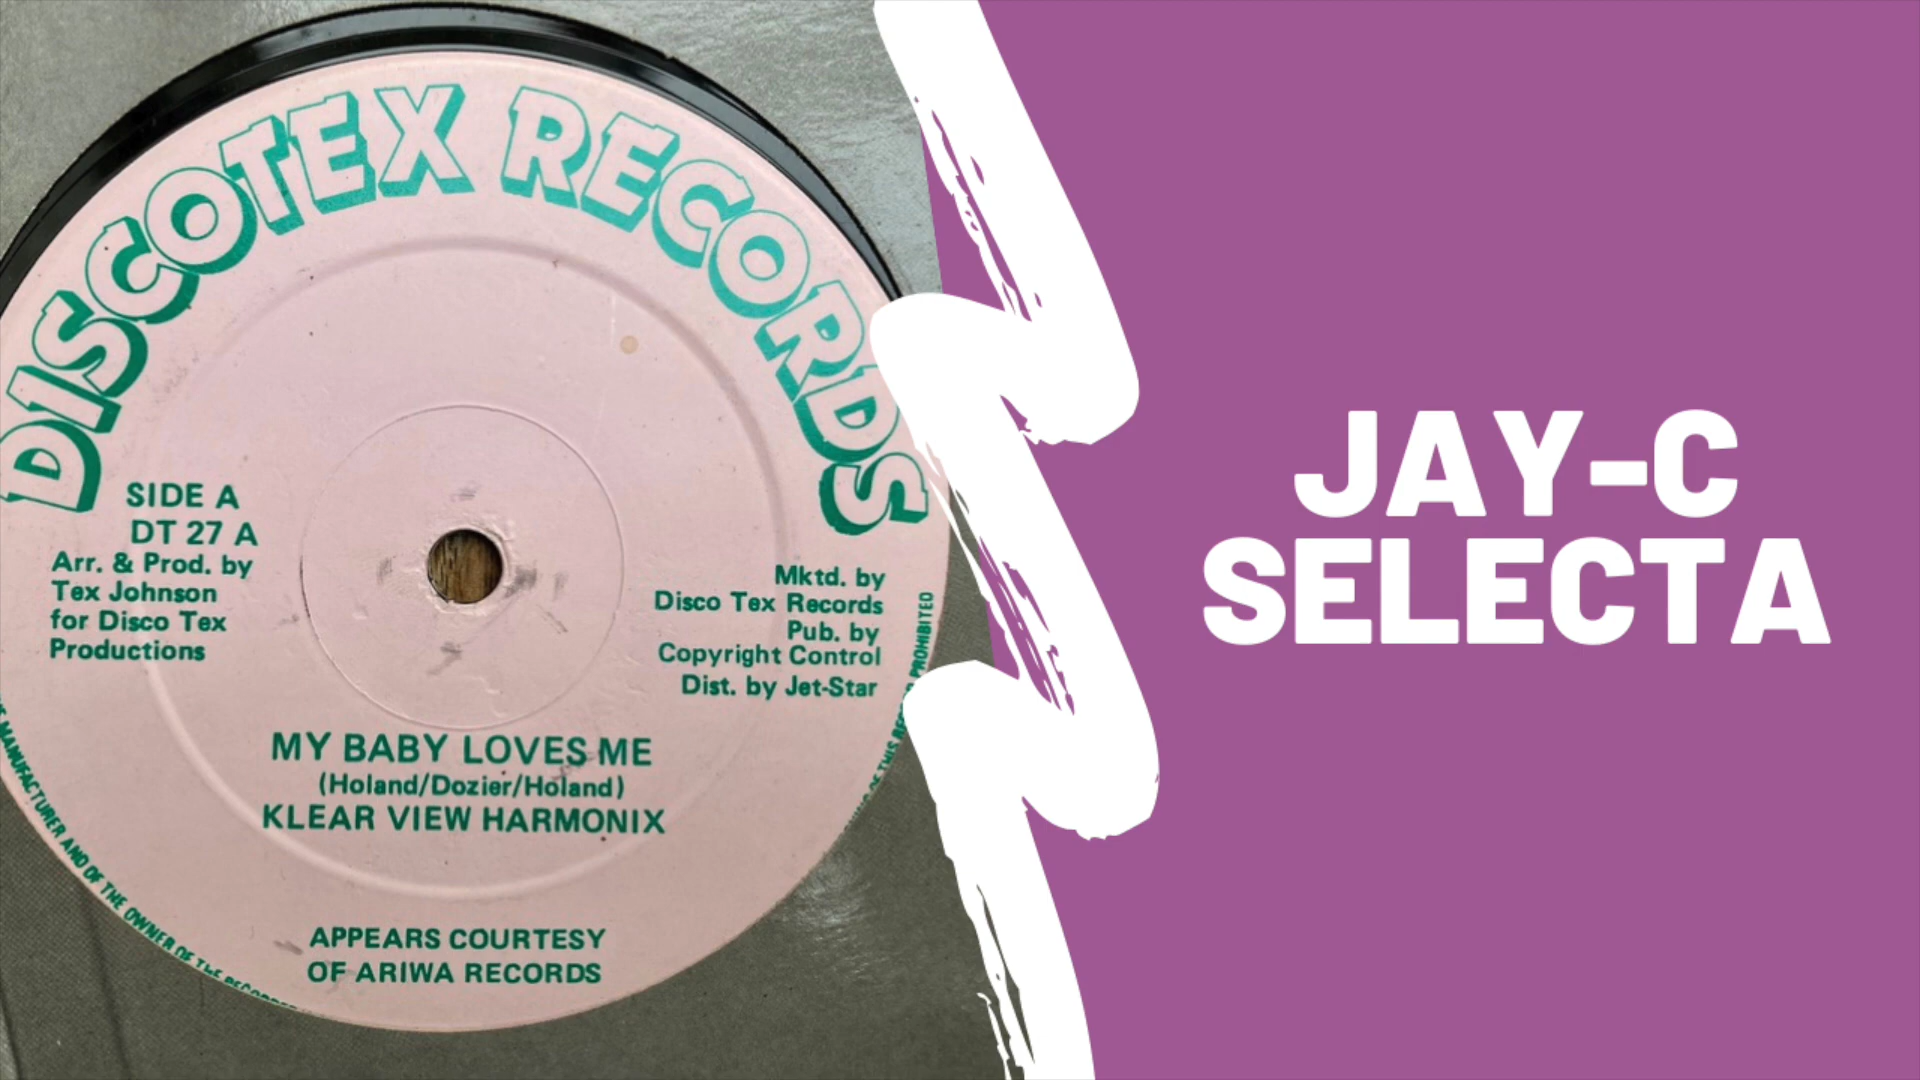 DISCOTEX RECORDS
SIDE A
DT 27 A
Arr. & Prod. by
Tex Johnson
for Disco Tex
Productions
Mktd. by
Disco Tex Records
Pub. by
Copyright Control
Dist. by Jet-Star
MY BABY LOVES ME
(Holand/Dozier/Holand)
KLEAR VIEW HARMONIX
APPEARS COURTESY
OF ARIWA RECORDS
MANUFACTURER AND OF THE OWNER OF THE
OF THIS
PROHIBITED
JAY-C
SELECTA